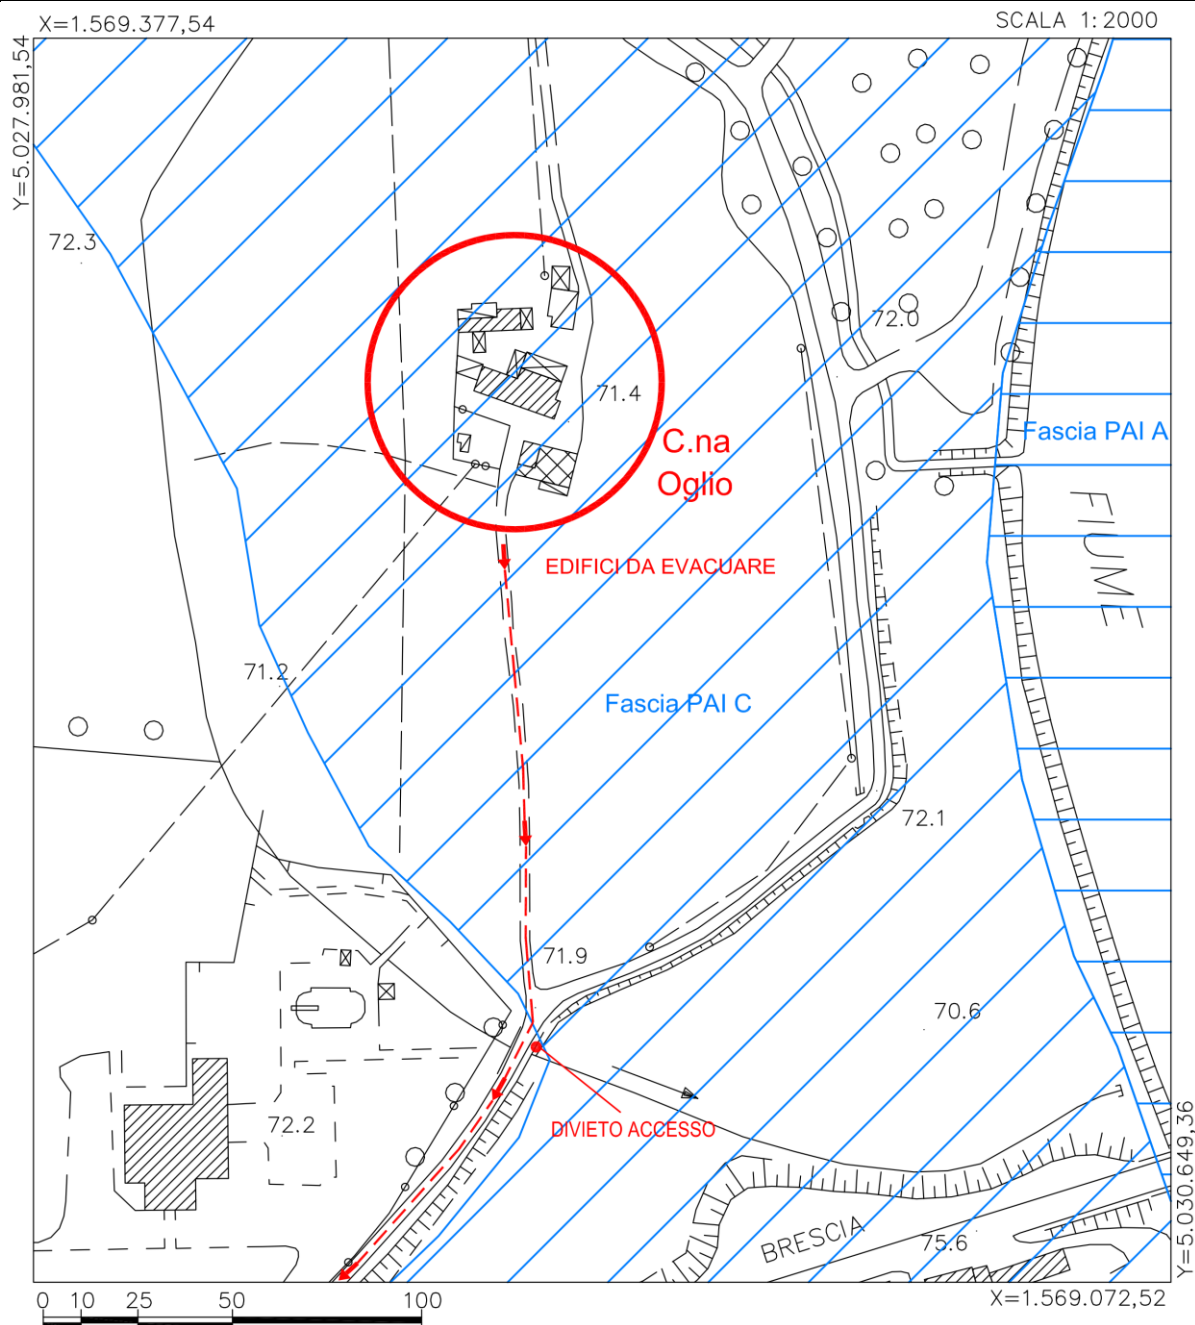 X=1.569.377,54
SCALA 1:2000
Y=5.027.981,54
72.3
72.0
71.4
C.na
Oglio
Fascia PAI A
FIUME
EDIFICI DA EVACUARE
71.2
Fascia PAI C
72.1
71.9
70.6
72.2
DIVIETO ACCESSO
BRESCIA
75.6
Y=5.030.649,36
X=1.569.072,52
0 10 25 50 100